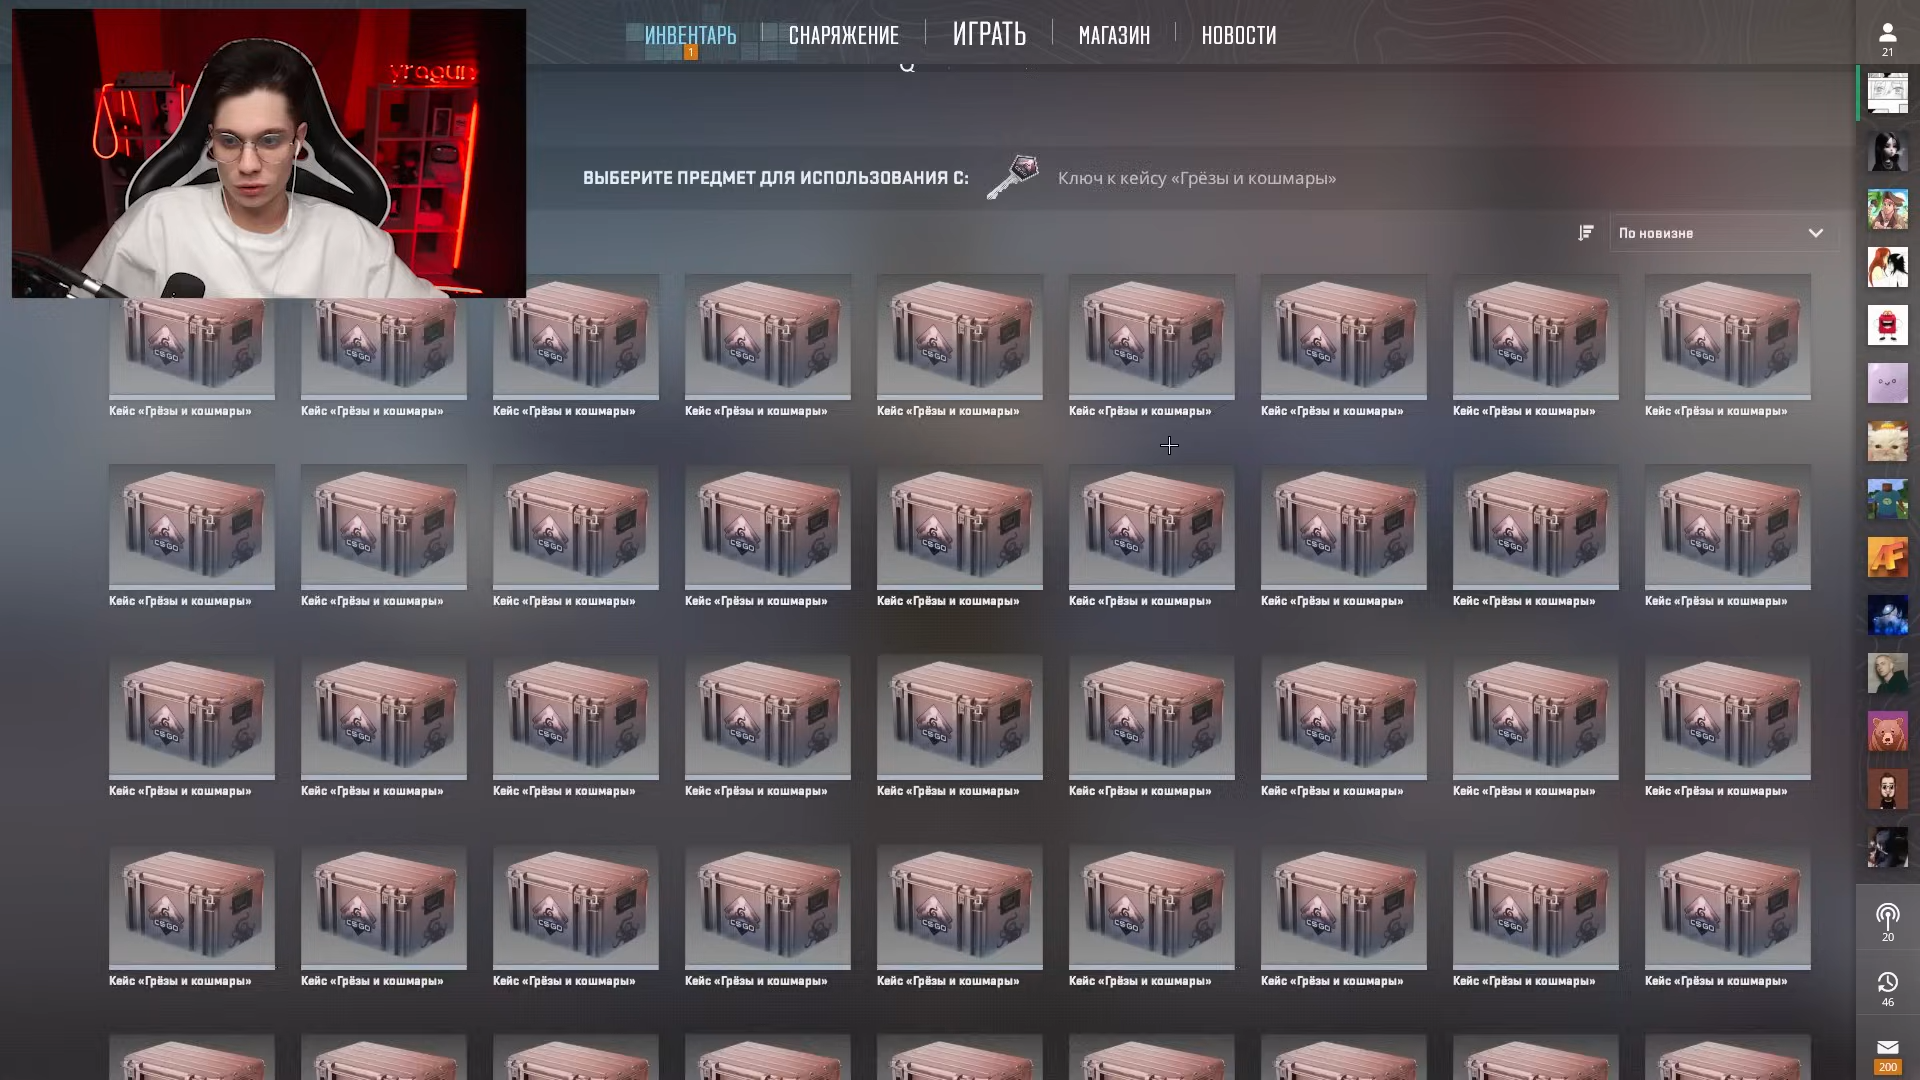 ИНВЕНТАРЬ
1
СНАРЯЖЕНИЕ
ИГРАТЬ
МАГАЗИН
НОВОСТИ
21
yragun
ВЫБЕРИТЕ ПРЕДМЕТ ДЛЯ ИСПОЛЬЗОВАНИЯ С:
Ключ к кейсу «Грёзы и кошмары»
По новизне
Кейс «Грёзы и кошмары» Кейс «Грёзы и кошмары» Кейс «Грёзы и кошмары» Кейс «Грёзы и кошмары» Кейс «Грёзы и кошмары» Кейс «Грёзы и кошмары» Кейс «Грёзы и кошмары» Кейс «Грёзы и кошмары» Кейс «Грёзы и кошмары»
Кейс «Грёзы и кошмары» Кейс «Грёзы и кошмары» Кейс «Грёзы и кошмары» Кейс «Грёзы и кошмары» Кейс «Грёзы и кошмары» Кейс «Грёзы и кошмары» Кейс «Грёзы и кошмары» Кейс «Грёзы и кошмары» Кейс «Грёзы и кошмары»
Кейс «Грёзы и кошмары» Кейс «Грёзы и кошмары» Кейс «Грёзы и кошмары» Кейс «Грёзы и кошмары» Кейс «Грёзы и кошмары» Кейс «Грёзы и кошмары» Кейс «Грёзы и кошмары» Кейс «Грёзы и кошмары» Кейс «Грёзы и кошмары»
Кейс «Грёзы и кошмары» Кейс «Грёзы и кошмары» Кейс «Грёзы и кошмары» Кейс «Грёзы и кошмары» Кейс «Грёзы и кошмары» Кейс «Грёзы и кошмары» Кейс «Грёзы и кошмары» Кейс «Грёзы и кошмары» Кейс «Грёзы и кошмары»
AF
20
46
200